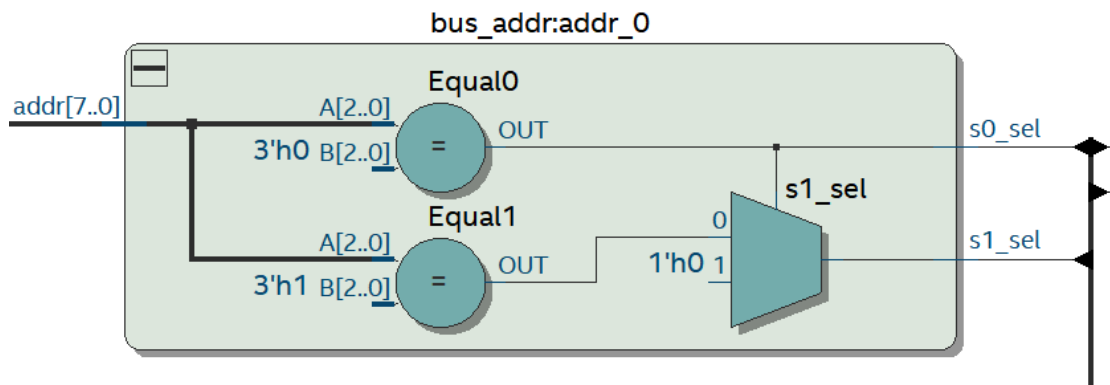 bus_addr:addr_0
Equal0
addr[7..0]
A[2..0]
OUT
s0_sel
3'h0 B[2..0]
=
s1_sel
Equal1
0
A[2..0]
s1_sel
OUT
1'h0 1
3'h1 B[2..0]
=